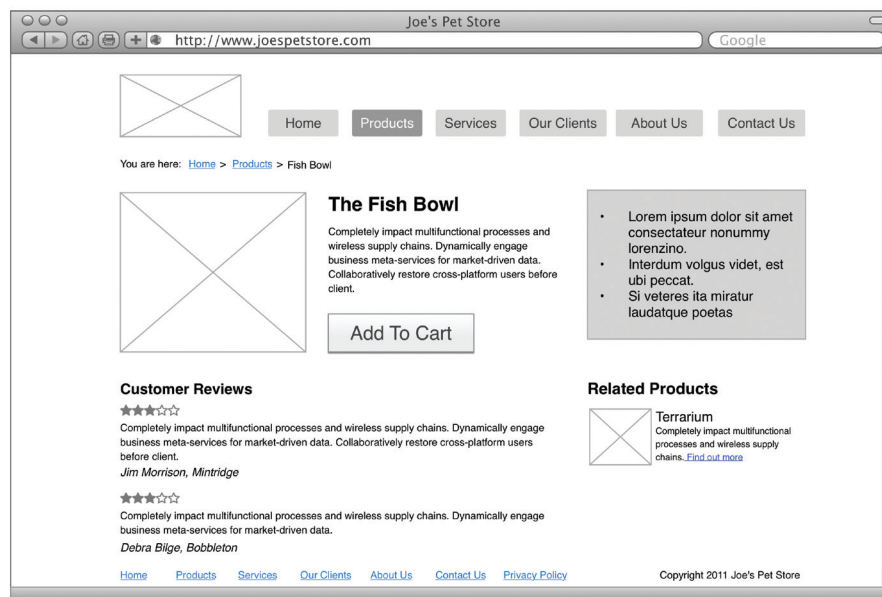 Joe's Pet Store
http://www.joespetstore.com
Google
Home
Products
Services
Our Clients
About Us
Contact Us
You are here: Home > Products > Fish Bowl
The Fish Bowl
Completely impact multifunctional processes and
wireless supply chains. Dynamically engage
business meta-services for market-driven data.
Collaboratively restore cross-platform users before
client.
Add To Cart
• Lorem ipsum dolor sit amet
consectateur nonummy
lorenzino.
• Interdum volgus videt, est
ubi peccat.
• Si veteres ita miratur
laudatque poetas
Customer Reviews
Completely impact multifunctional processes and wireless supply chains. Dynamically engage
business meta-services for market-driven data. Collaboratively restore cross-platform users
before client.
Jim Morrison, Mintridge
Completely impact multifunctional processes and wireless supply chains. Dynamically engage
business meta-services for market-driven data.
Debra Bilge, Bobbleton
Related Products
Terrarium
Completely impact multifunctional
processes and wireless supply
chains. Find out more
Home
Products
Services
Our Clients
About Us
Contact Us
Privacy Policy
Copyright 2011 Joe's Pet Store